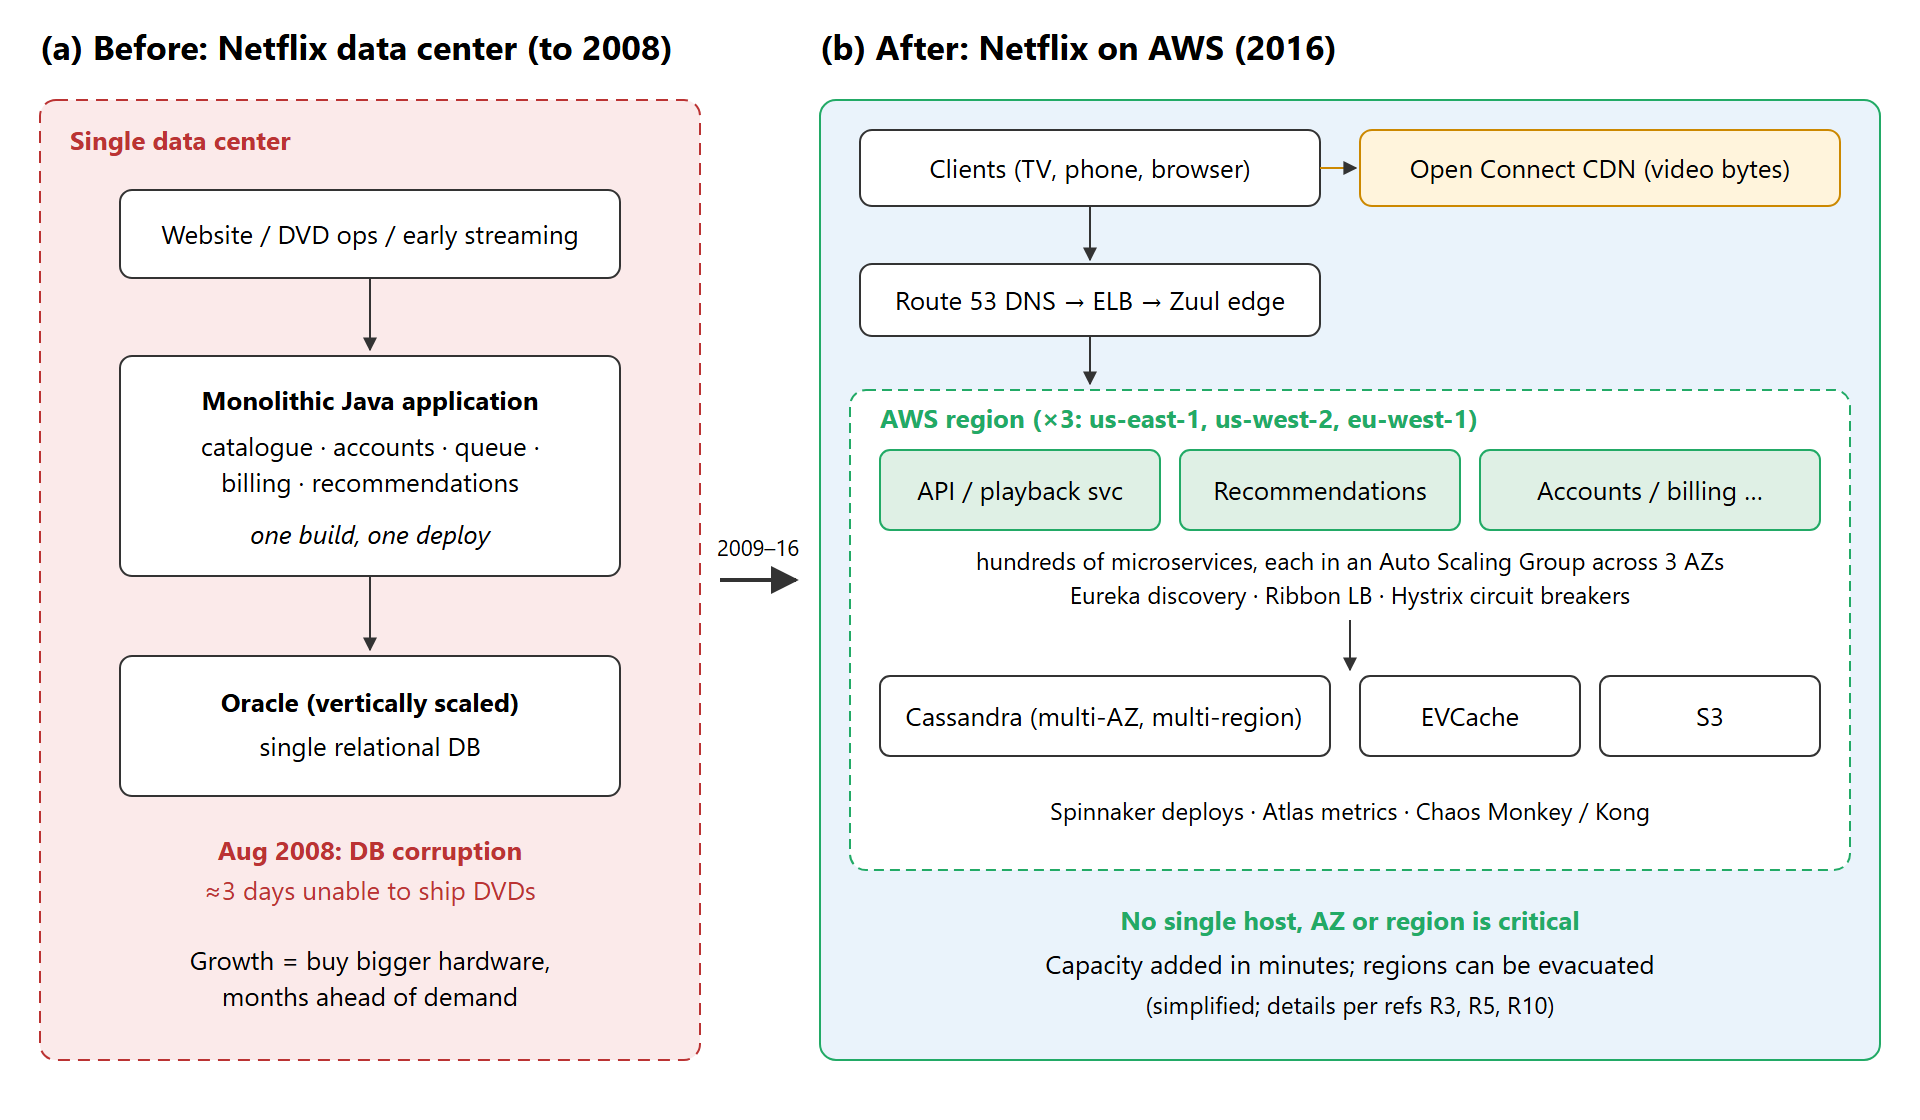 (a) Before: Netflix data center (to 2008)
Single data center
Website / DVD ops / early streaming
Monolithic Java application
catalogue · accounts · queue ·
billing · recommendations
one build, one deploy
Oracle (vertically scaled)
single relational DB
Aug 2008: DB corruption
≈3 days unable to ship DVDs
Growth = buy bigger hardware,
months ahead of demand
2009–16
(b) After: Netflix on AWS (2016)
Clients (TV, phone, browser)
Open Connect CDN (video bytes)
Route 53 DNS → ELB → Zuul edge
AWS region (×3: us-east-1, us-west-2, eu-west-1)
API / playback svc
Recommendations
Accounts / billing ...
hundreds of microservices, each in an Auto Scaling Group across 3 AZs
Eureka discovery · Ribbon LB · Hystrix circuit breakers
Cassandra (multi-AZ, multi-region)
EVCache
S3
Spinnaker deploys · Atlas metrics · Chaos Monkey / Kong
No single host, AZ or region is critical
Capacity added in minutes; regions can be evacuated
(simplified; details per refs R3, R5, R10)